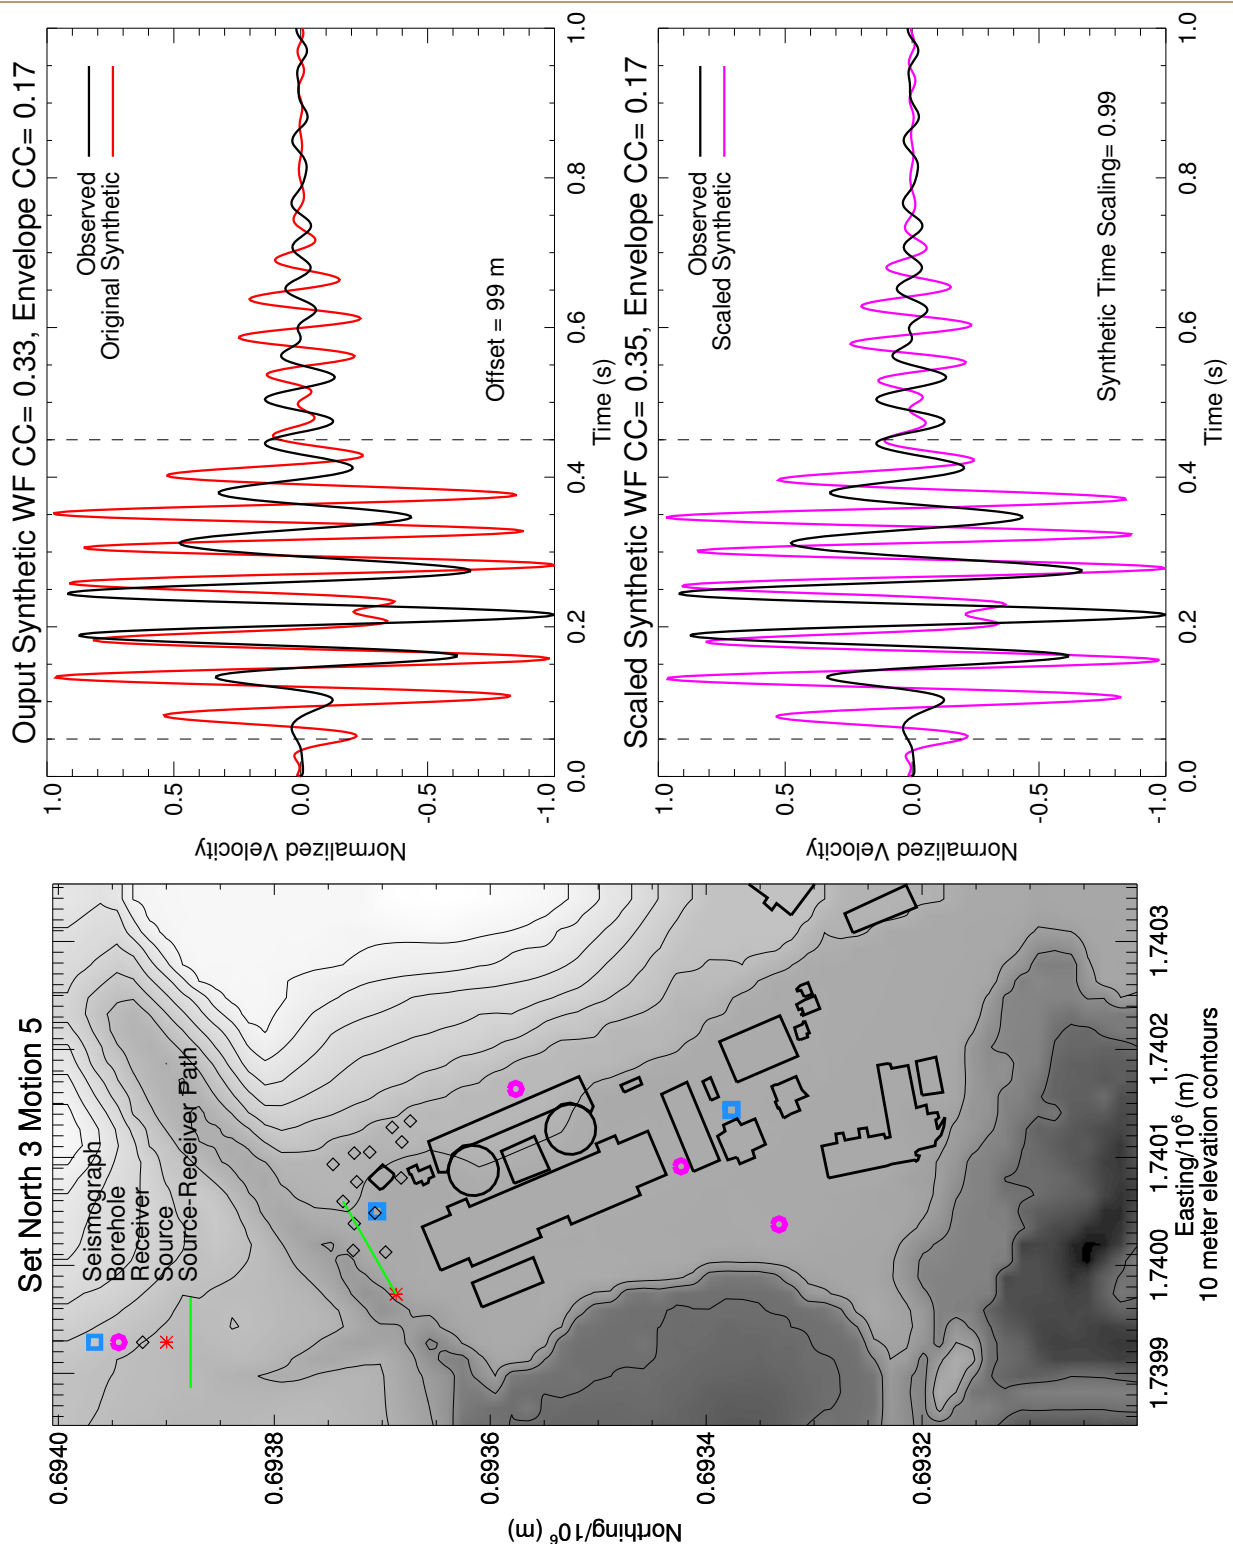 Set North 3 Motion 5
Seismograph
Borehole
Receiver
Source
Source-Receiver Path
0.6940
0.6938
0.6936
0.6934
0.6932
Northing/10⁶ (m)
1.7399
1.7400
1.7401
1.7402
1.7403
Easting/10⁶ (m)
10 meter elevation contours
Ouput Synthetic WF CC= 0.33, Envelope CC= 0.17
Observed
Original Synthetic
Offset = 99 m
1.0
0.5
0.0
-0.5
-1.0
Normalized Velocity
0.0
0.2
0.4
0.6
0.8
1.0
Time (s)
Scaled Synthetic WF CC= 0.35, Envelope CC= 0.17
Observed
Scaled Synthetic
Synthetic Time Scaling= 0.99
1.0
0.5
0.0
-0.5
-1.0
Normalized Velocity
0.0
0.2
0.4
0.6
0.8
1.0
Time (s)